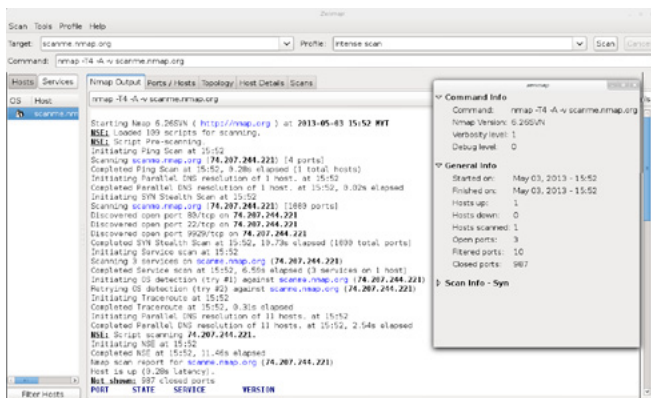 Zenmap
Scan Tools Profile Help
Target: scanme.nmap.org Profile: Intense scan Scan Cancel
Command: nmap -T4 -A -v scanme.nmap.org
Hosts Services
OS Host
scanme.nm
Filter Hosts
Nmap Output Ports / Hosts Topology Host Details Scans
nmap -T4 -A -v scanme.nmap.org
Starting Nmap 6.26SVN ( http://nmap.org ) at 2013-05-03 15:52 MYT
NSE: Loaded 109 scripts for scanning.
NSE: Script Pre-scanning.
Initiating Ping Scan at 15:52
Scanning scanme.nmap.org (74.207.244.221) [4 ports]
Completed Ping Scan at 15:52, 0.28s elapsed (1 total hosts)
Initiating Parallel DNS resolution of 1 host. at 15:52
Completed Parallel DNS resolution of 1 host. at 15:52, 0.02s elapsed
Initiating SYN Stealth Scan at 15:52
Scanning scanme.nmap.org (74.207.244.221) [1000 ports]
Discovered open port 80/tcp on 74.207.244.221
Discovered open port 22/tcp on 74.207.244.221
Discovered open port 9929/tcp on 74.207.244.221
Completed SYN Stealth Scan at 15:52, 10.73s elapsed (1000 total ports)
Initiating Service scan at 15:52
Scanning 3 services on scanme.nmap.org (74.207.244.221)
Completed Service scan at 15:52, 6.59s elapsed (3 services on 1 host)
Initiating OS detection (try #1) against scanme.nmap.org (74.207.244.221)
Retrying OS detection (try #2) against scanme.nmap.org (74.207.244.221)
Initiating Traceroute at 15:52
Completed Traceroute at 15:52, 0.31s elapsed
Initiating Parallel DNS resolution of 11 hosts. at 15:52
Completed Parallel DNS resolution of 11 hosts. at 15:52, 2.54s elapsed
NSE: Script scanning 74.207.244.221.
Initiating NSE at 15:52
Completed NSE at 15:52, 11.46s elapsed
Nmap scan report for scanme.nmap.org (74.207.244.221)
Host is up (0.28s latency).
Not shown: 987 closed ports
PORT STATE SERVICE VERSION
Command Info
Command: nmap -T4 -A -v scanme.nmap.org
Nmap Version: 6.26SVN
Verbosity level: 1
Debug level: 0
General Info
Started on: May 03, 2013 - 15:52
Finished on: May 03, 2013 - 15:52
Hosts up: 1
Hosts down: 0
Hosts scanned: 1
Open ports: 3
Filtered ports: 10
Closed ports: 987
Scan Info - Syn